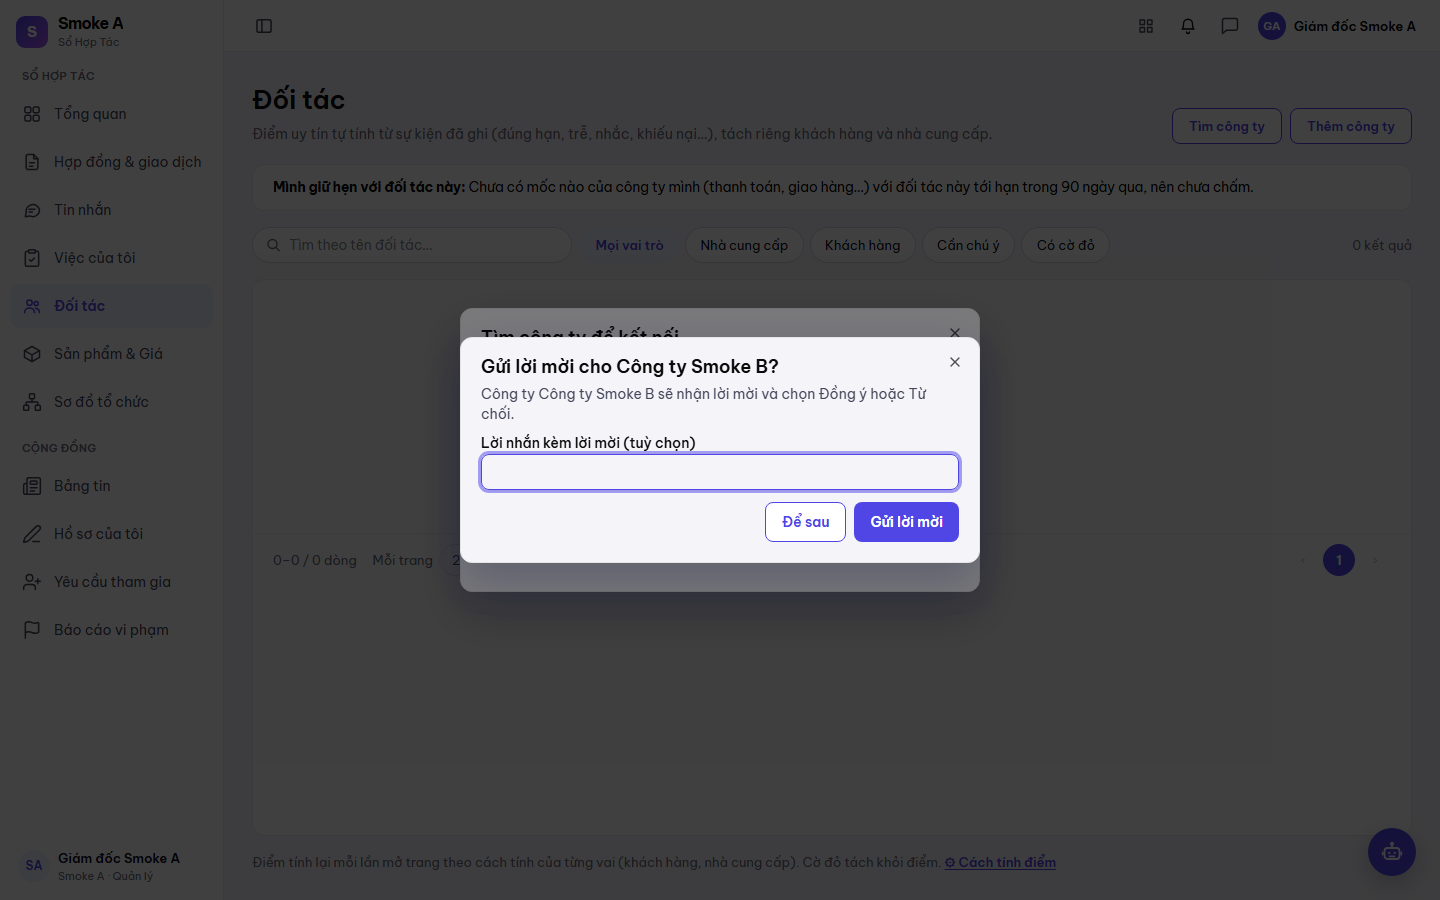 S
Smoke A
Sổ Hợp Tác
SỔ HỢP TÁC
Tổng quan
Hợp đồng & giao dịch
Tin nhắn
Việc của tôi
Đối tác
Sản phẩm & Giá
Sơ đồ tổ chức
CỘNG ĐỒNG
Bảng tin
Hồ sơ của tôi
Yêu cầu tham gia
Báo cáo vi phạm
SA
Giám đốc Smoke A
Smoke A · Quản lý
GA
Giám đốc Smoke A
Đối tác
Điểm uy tín tự tính từ sự kiện đã ghi (đúng hạn, trễ, nhắc, khiếu nại...), tách riêng khách hàng và nhà cung cấp.
Tìm công ty
Thêm công ty
Mình giữ hẹn với đối tác này: Chưa có mốc nào của công ty mình (thanh toán, giao hàng...) với đối tác này tới hạn trong 90 ngày qua, nên chưa chấm.
Tìm theo tên đối tác...
Mọi vai trò
Nhà cung cấp
Khách hàng
Cần chú ý
Có cờ đỏ
0 kết quả
Tìm công ty để kết nối
Gửi lời mời cho Công ty Smoke B?
Công ty Công ty Smoke B sẽ nhận lời mời và chọn Đồng ý hoặc Từ
chối.
Lời nhắn kèm lời mời (tuỳ chọn)
Để sau
Gửi lời mời
0–0 / 0 dòng
Mỗi trang
2
1
Điểm tính lại mỗi lần mở trang theo cách tính của từng vai (khách hàng, nhà cung cấp). Cờ đỏ tách khỏi điểm. ⚙ Cách tính điểm